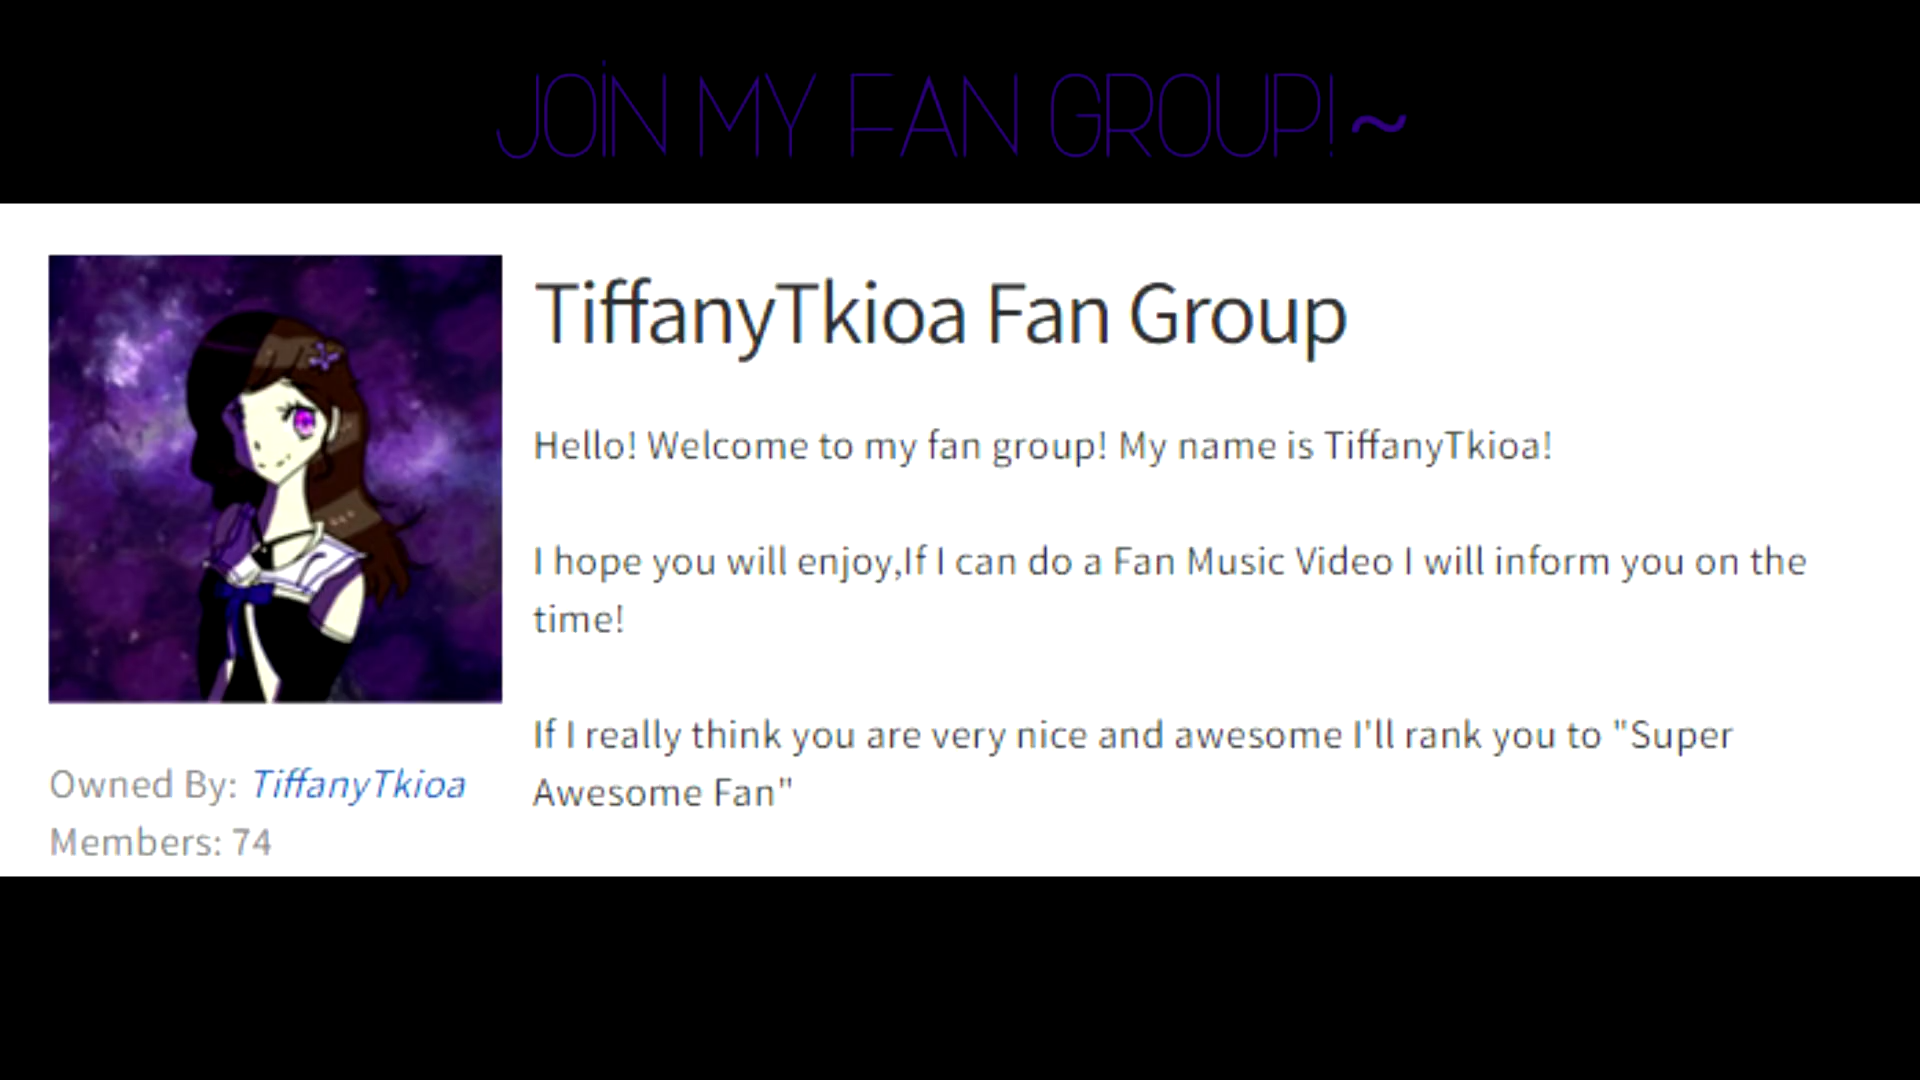 JOIN MY FAN GROUP!~
TiffanyTkioa Fan Group
Hello! Welcome to my fan group! My name is TiffanyTkioa!
I hope you will enjoy,If I can do a Fan Music Video I will inform you on the
time!
If I really think you are very nice and awesome I'll rank you to "Super
Awesome Fan"
Owned By: TiffanyTkioa
Members: 74